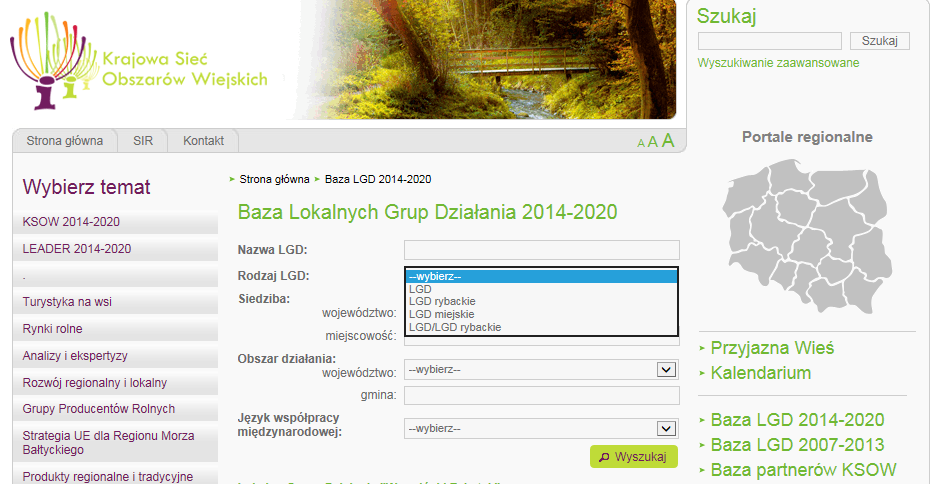 Krajowa Sieć
Obszarów Wiejskich
Szukaj
Szukaj
Wyszukiwanie zaawansowane
Strona główna
SIR
Kontakt
A A A
Portale regionalne
Wybierz temat
KSOW 2014-2020
LEADER 2014-2020
.
Turystyka na wsi
Rynki rolne
Analizy i ekspertyzy
Rozwój regionalny i lokalny
Grupy Producentów Rolnych
Strategia UE dla Regionu Morza
Bałtyckiego
Produkty regionalne i tradycyjne
Strona główna Baza LGD 2014-2020
Baza Lokalnych Grup Działania 2014-2020
Nazwa LGD:
Rodzaj LGD:
--wybierz--
LGD
LGD rybackie
LGD miejskie
LGD/LGD rybackie
Siedziba:
województwo:
miejscowość:
Obszar działania:
województwo:
--wybierz--
gmina:
Język współpracy
międzynarodowej:
--wybierz--
Wyszukaj
Przyjazna Wieś
Kalendarium
Baza LGD 2014-2020
Baza LGD 2007-2013
Baza partnerów KSOW